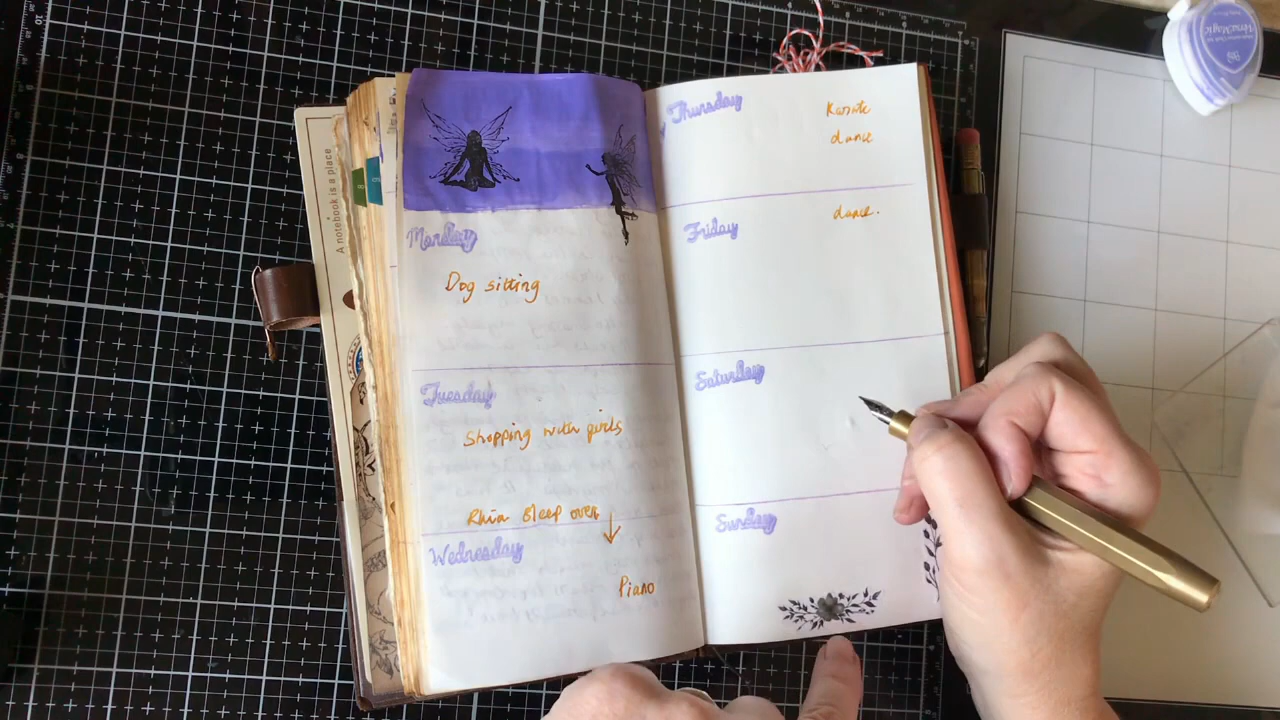 A notebook is a place
Monday
Dog sitting
Tuesday
Shopping with girls
Rhia sleep over
Wednesday
Piano
Thursday
Karate
dance
Friday
dance.
Saturday
Sunday
VersaMagic